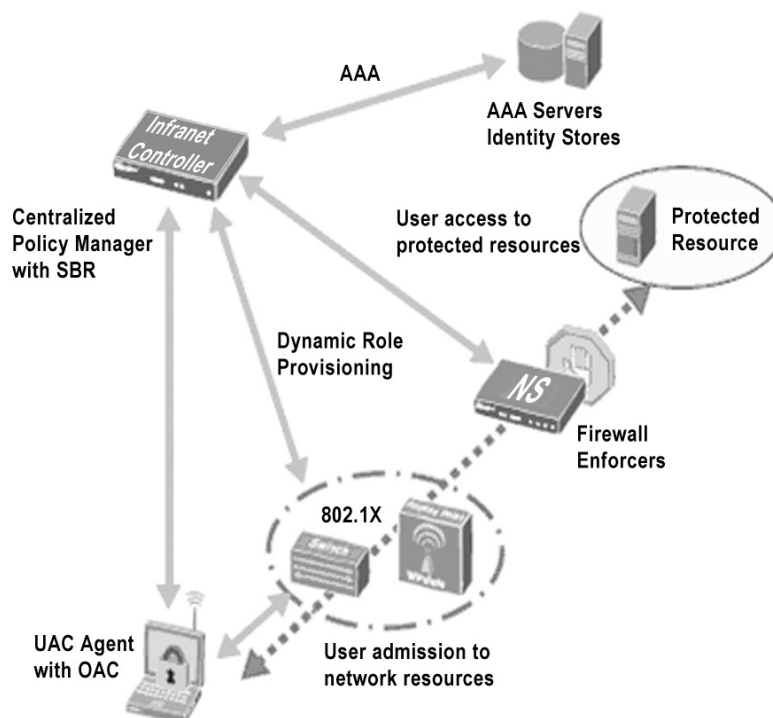 AAA
AAA Servers
Identity Stores
Infranet
Controller
Centralized
Policy Manager
with SBR
User access to
protected resources
Protected
Resource
Dynamic Role
Provisioning
NS
Firewall
Enforcers
802.1X
Switch
UAC Agent
with OAC
User admission to
network resources